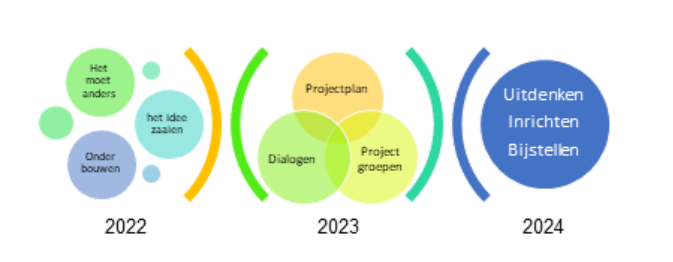 Het
moet
anders
het idee
zaaien
Onder
bouwen
Projectplan
Dialogen
Project
groepen
Uitdenken
Inrichten
Bijstellen
2022
2023
2024